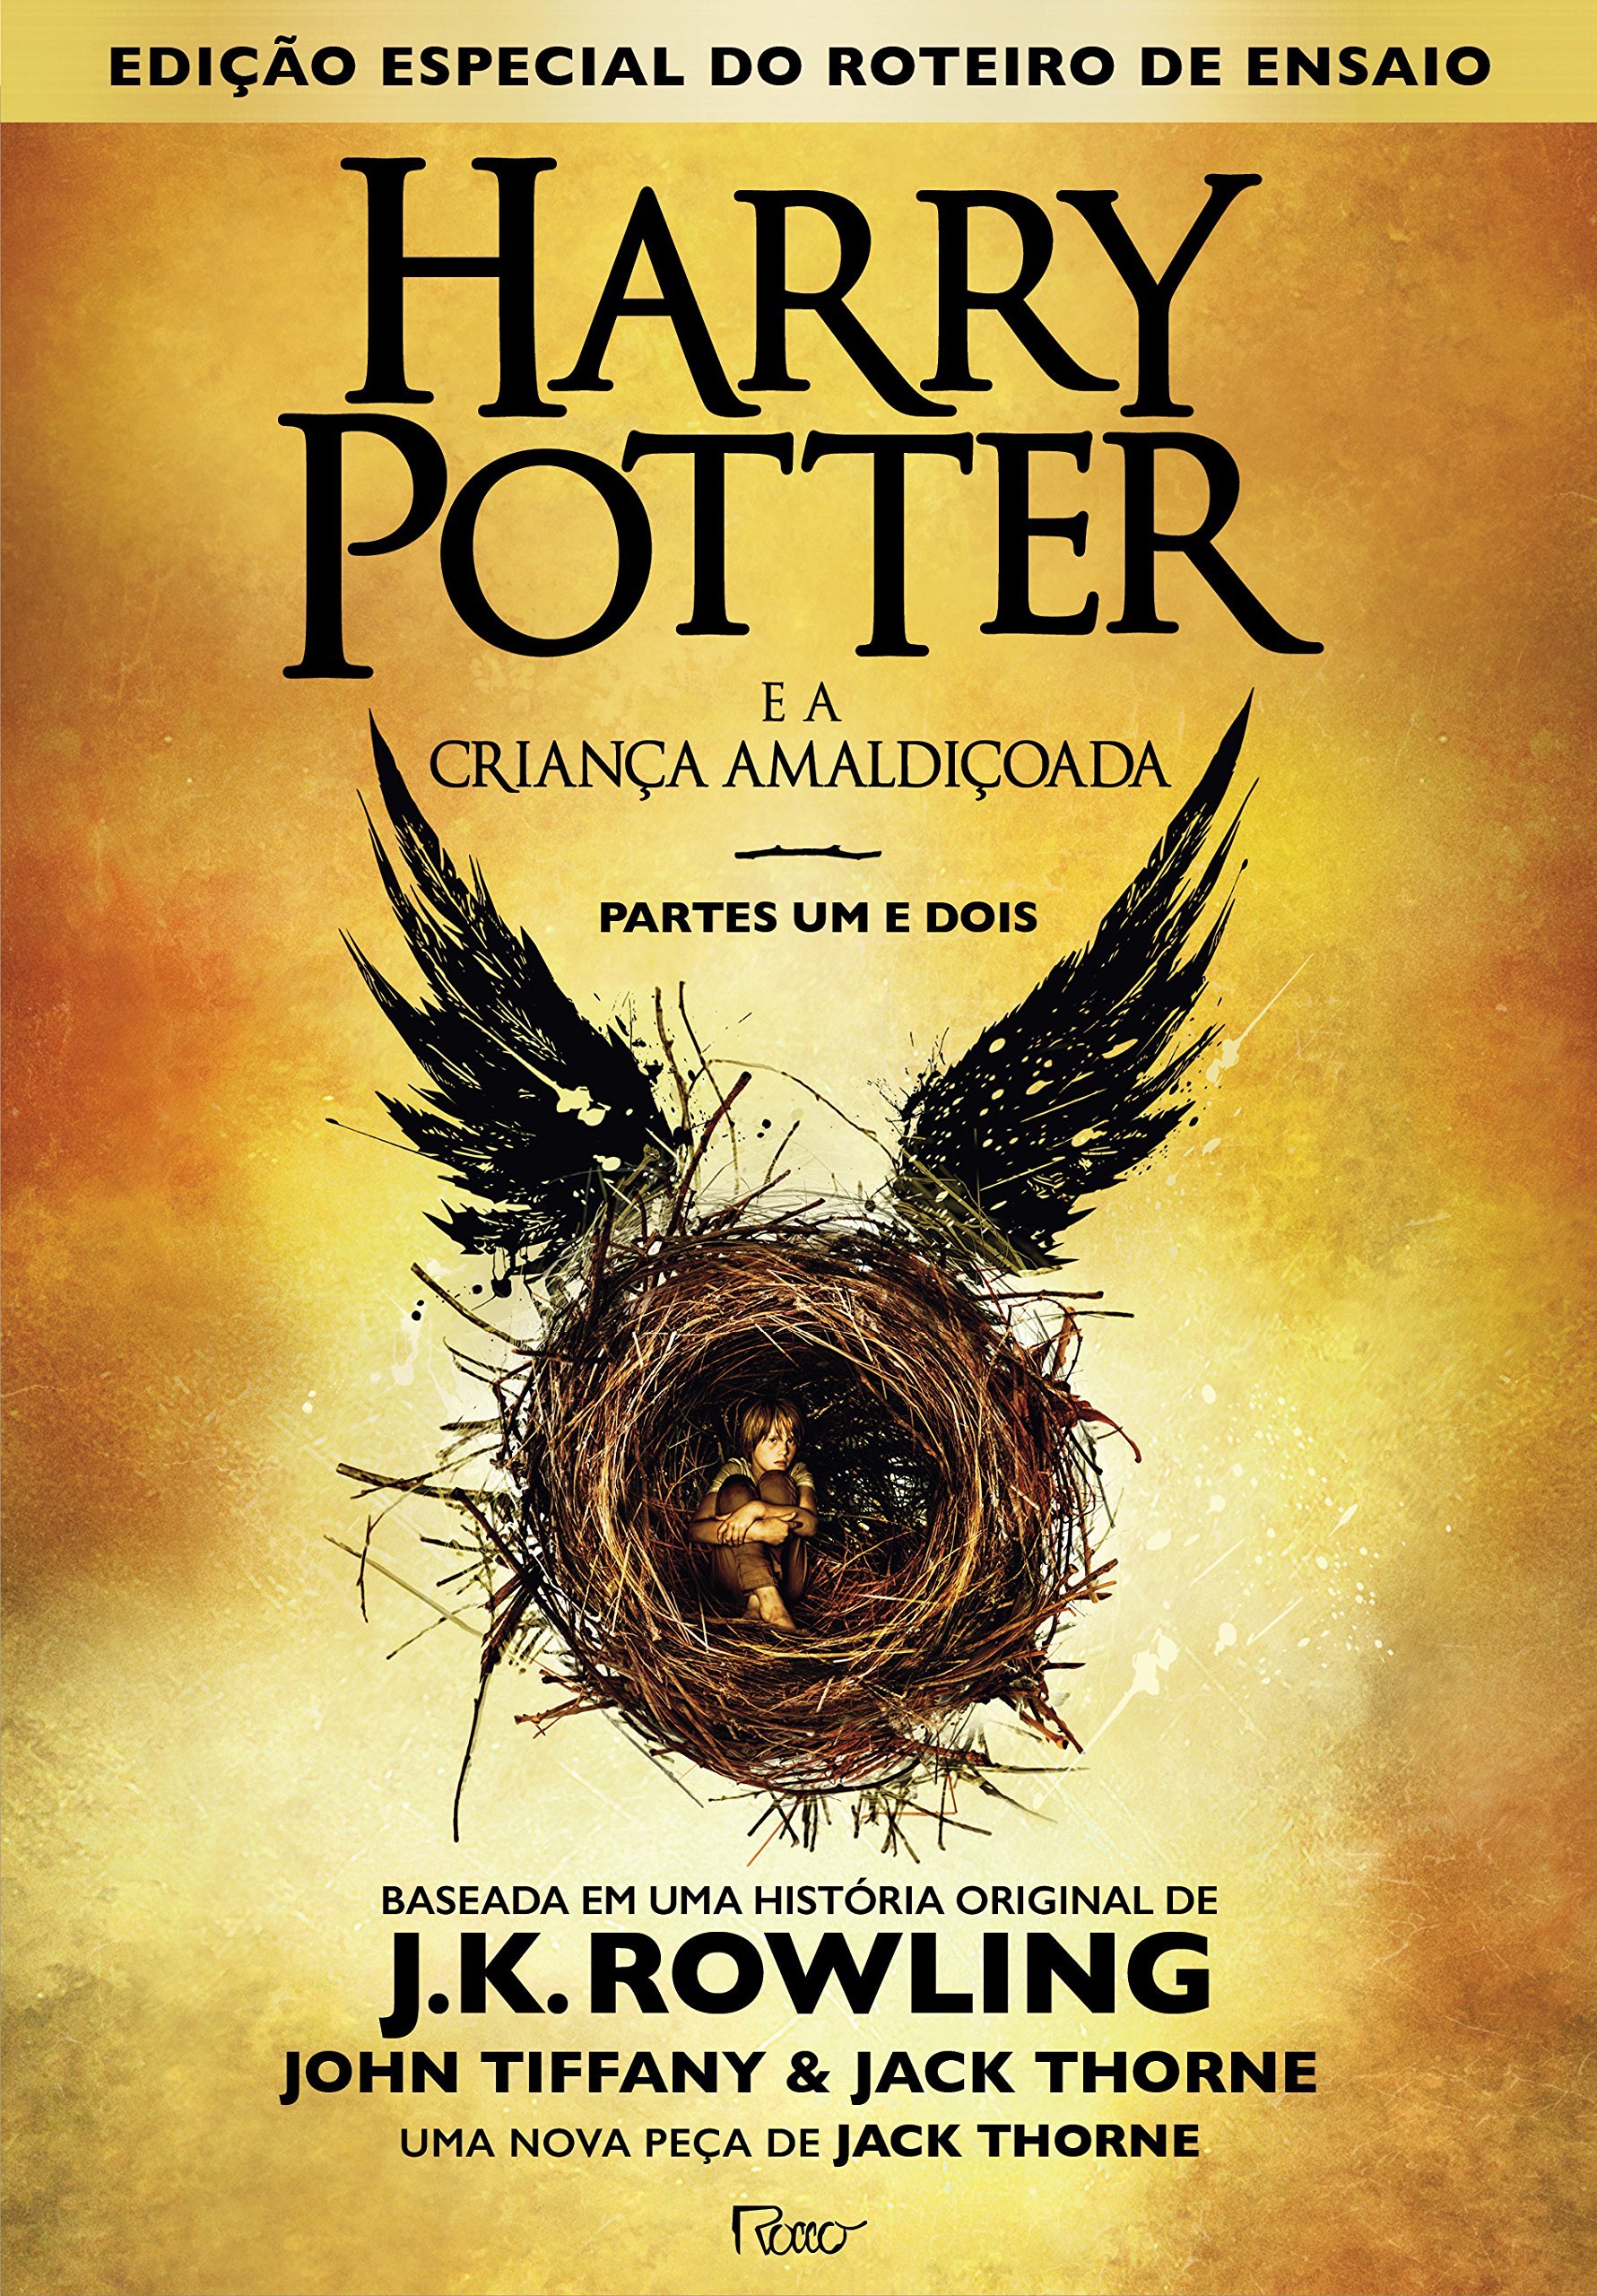 EDIÇÃO ESPECIAL DO ROTEIRO DE ENSAIO
HARRY
POTTER
E A
CRIANÇA AMALDIÇOADA
PARTES UM E DOIS
BASEADA EM UMA HISTÓRIA ORIGINAL DE
J.K. ROWLING
JOHN TIFFANY & JACK THORNE
UMA NOVA PEÇA DE JACK THORNE
Rocco